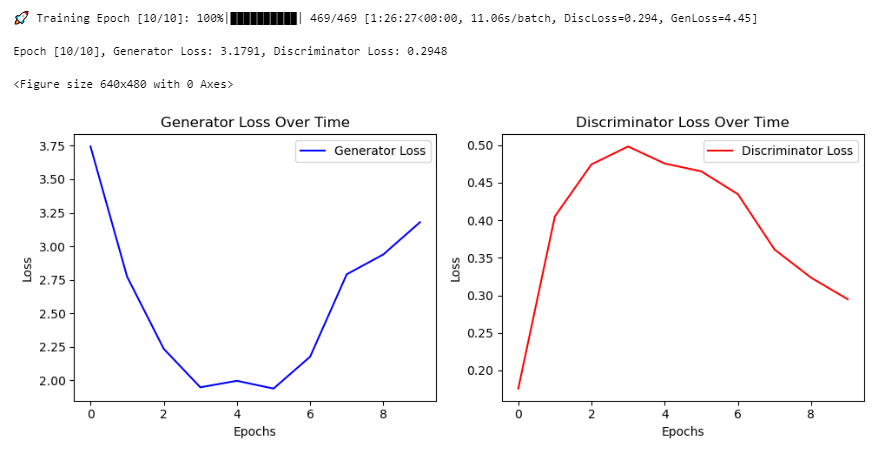 🚀 Training Epoch [10/10]: 100%|██████████| 469/469 [1:26:27<00:00, 11.06s/batch, DiscLoss=0.294, GenLoss=4.45]
Epoch [10/10], Generator Loss: 3.1791, Discriminator Loss: 0.2948
<Figure size 640x480 with 0 Axes>
Generator Loss Over Time
Generator Loss
3.75
3.50
3.25
3.00
2.75
2.50
2.25
2.00
Loss
0 2 4 6 8
Epochs
Discriminator Loss Over Time
Discriminator Loss
0.50
0.45
0.40
0.35
0.30
0.25
0.20
Loss
0 2 4 6 8
Epochs